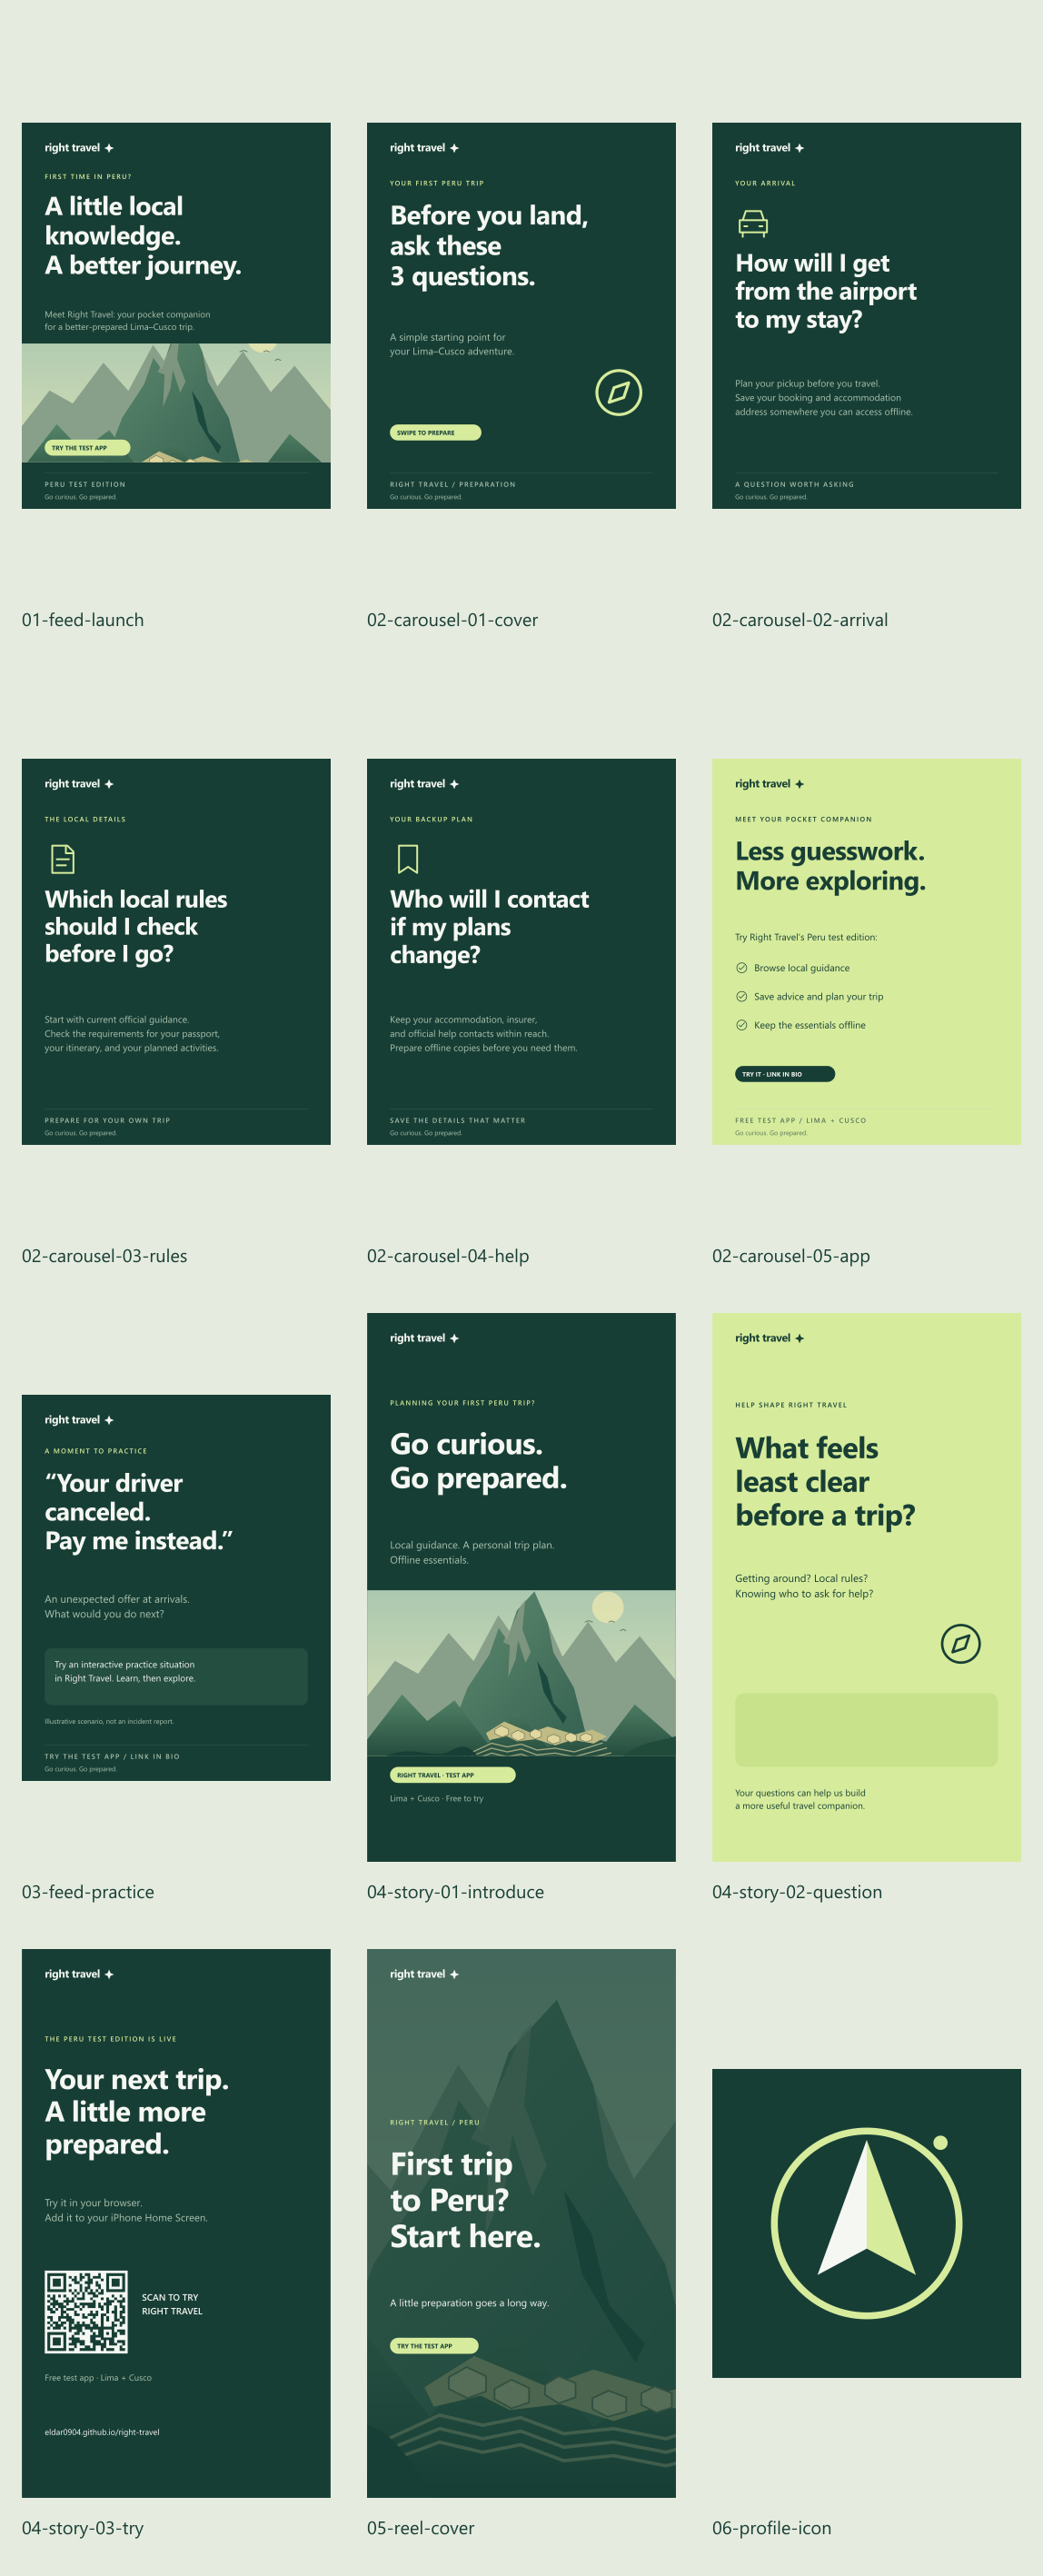 right travel
FIRST TIME IN PERU?
A little local
knowledge.
A better journey.
Meet Right Travel: your pocket companion
for a better-prepared Lima–Cusco trip.
TRY THE TEST APP
PERU TEST EDITION
Go curious. Go prepared.
01-feed-launch
right travel
YOUR FIRST PERU TRIP
Before you land,
ask these
3 questions.
A simple starting point for
your Lima–Cusco adventure.
SWIPE TO PREPARE
RIGHT TRAVEL / PREPARATION
Go curious. Go prepared.
02-carousel-01-cover
right travel
YOUR ARRIVAL
How will I get
from the airport
to my stay?
Plan your pickup before you travel.
Save your booking and accommodation
address somewhere you can access offline.
A QUESTION WORTH ASKING
Go curious. Go prepared.
02-carousel-02-arrival
right travel
THE LOCAL DETAILS
Which local rules
should I check
before I go?
Start with current official guidance.
Check the requirements for your passport,
your itinerary, and your planned activities.
PREPARE FOR YOUR OWN TRIP
Go curious. Go prepared.
02-carousel-03-rules
right travel
YOUR BACKUP PLAN
Who will I contact
if my plans
change?
Keep your accommodation, insurer,
and official help contacts within reach.
Prepare offline copies before you need them.
SAVE THE DETAILS THAT MATTER
Go curious. Go prepared.
02-carousel-04-help
right travel
MEET YOUR POCKET COMPANION
Less guesswork.
More exploring.
Try Right Travel's Peru test edition:
Browse local guidance
Save advice and plan your trip
Keep the essentials offline
TRY IT · LINK IN BIO
FREE TEST APP / LIMA + CUSCO
Go curious. Go prepared.
02-carousel-05-app
right travel
A MOMENT TO PRACTICE
“Your driver
canceled.
Pay me instead.”
An unexpected offer at arrivals.
What would you do next?
Try an interactive practice situation
in Right Travel. Learn, then explore.
Illustrative scenario, not an incident report.
TRY THE TEST APP / LINK IN BIO
Go curious. Go prepared.
03-feed-practice
right travel
PLANNING YOUR FIRST PERU TRIP?
Go curious.
Go prepared.
Local guidance. A personal trip plan.
Offline essentials.
RIGHT TRAVEL · TEST APP
Lima + Cusco · Free to try
04-story-01-introduce
right travel
HELP SHAPE RIGHT TRAVEL
What feels
least clear
before a trip?
Getting around? Local rules?
Knowing who to ask for help?
Your questions can help us build
a more useful travel companion.
04-story-02-question
right travel
THE PERU TEST EDITION IS LIVE
Your next trip.
A little more
prepared.
Try it in your browser.
Add it to your iPhone Home Screen.
SCAN TO TRY
RIGHT TRAVEL
Free test app · Lima + Cusco
eldar0904.github.io/right-travel
04-story-03-try
right travel
RIGHT TRAVEL / PERU
First trip
to Peru?
Start here.
A little preparation goes a long way.
TRY THE TEST APP
05-reel-cover
06-profile-icon